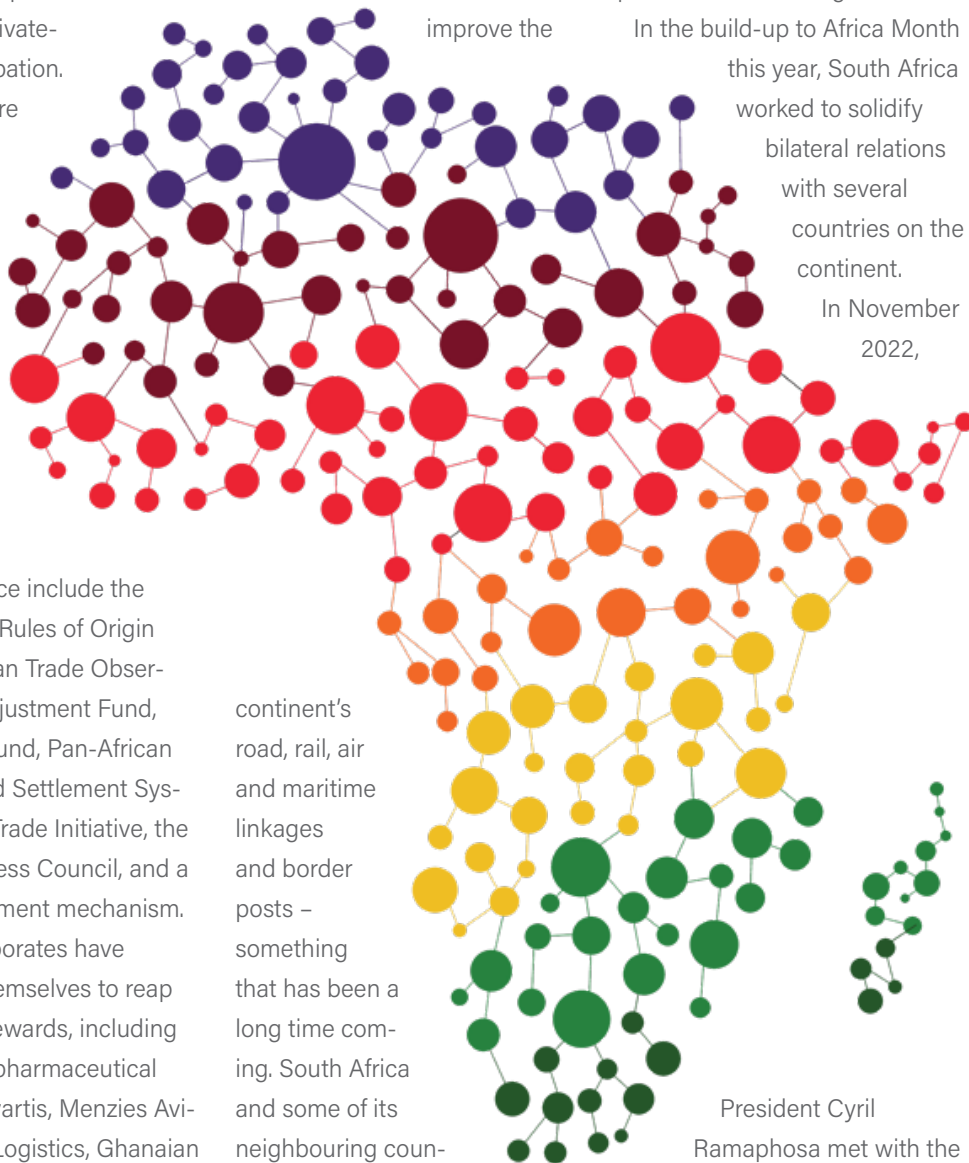 ivate-
pation.
re
ce include the
Rules of Origin
an Trade Obser-
justment Fund,
und, Pan-African
d Settlement Sys-
Trade Initiative, the
ess Council, and a
ment mechanism.
porates have
emselves to reap
ewards, including
pharmaceutical
vartis, Menzies Avi-
Logistics, Ghanaian
improve the
continent's
road, rail, air
and maritime
linkages
and border
posts –
something
that has been a
long time com-
ing. South Africa
and some of its
neighbouring coun-
In the build-up to Africa Month
this year, South Africa
worked to solidify
bilateral relations
with several
countries on the
continent.
In November
2022,
President Cyril
Ramaphosa met with the